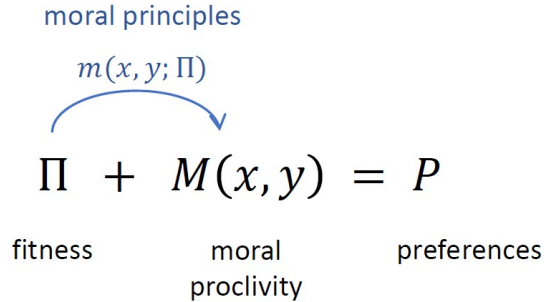 moral principles
m(x, y; Π)
Π + M(x, y) = P
fitness moral proclivity preferences